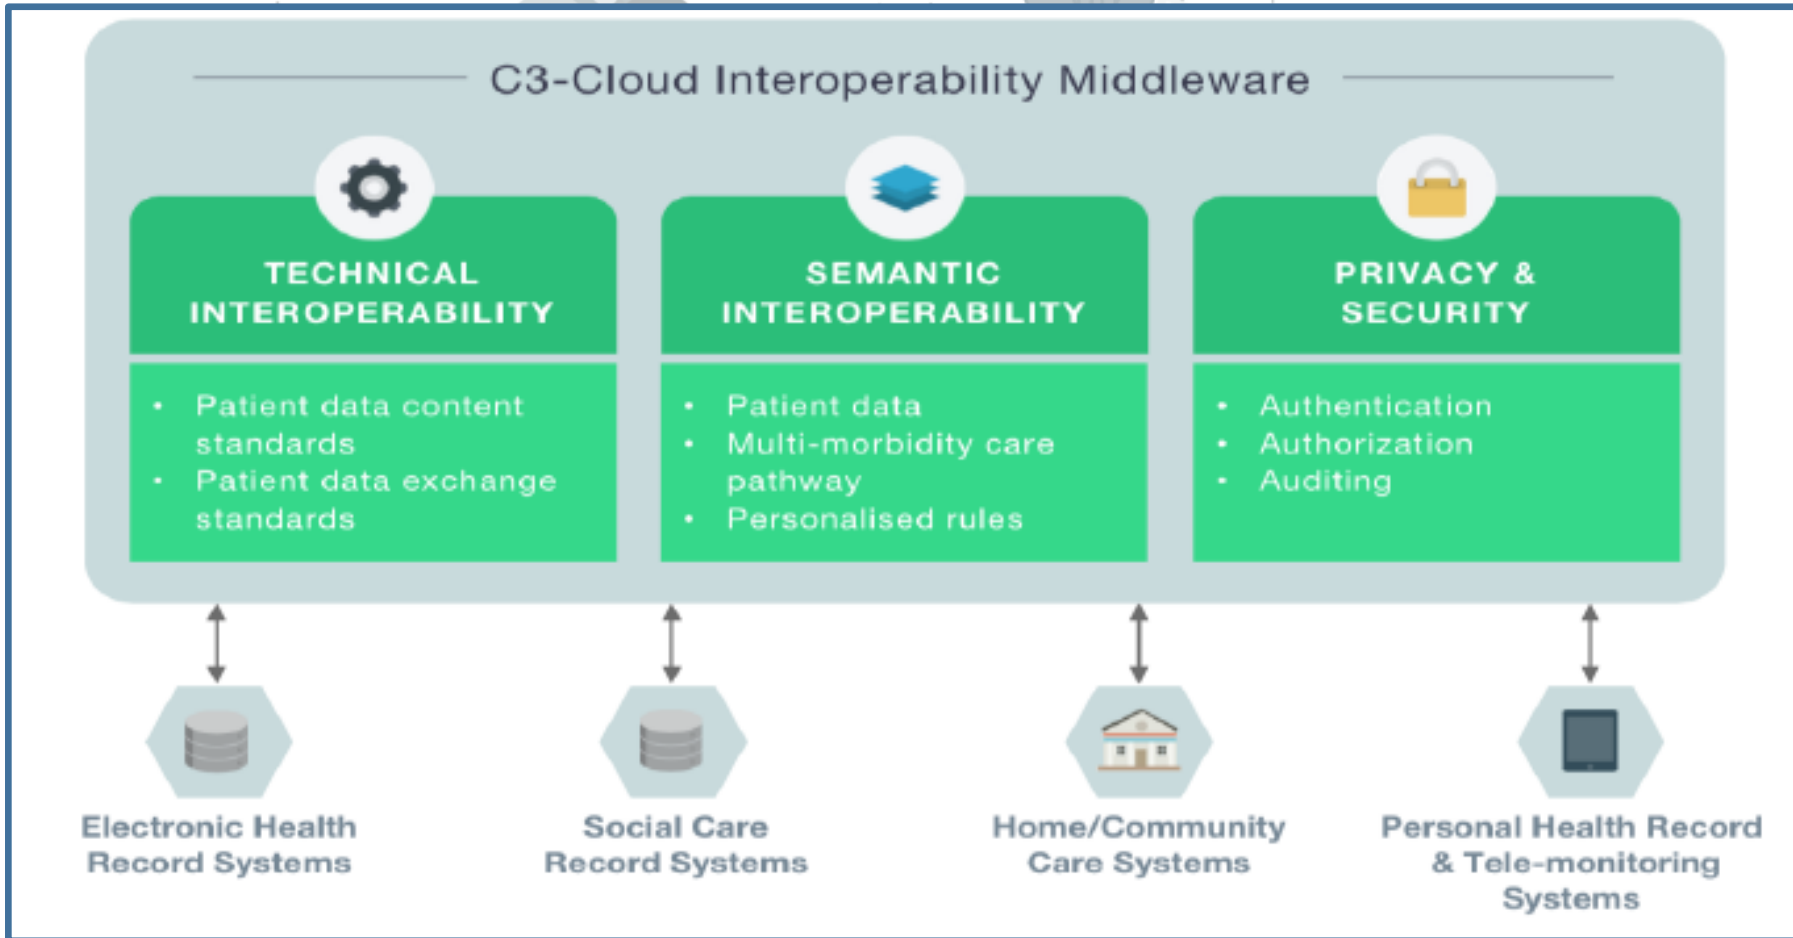 C3-Cloud Interoperability Middleware
TECHNICAL
INTEROPERABILITY
• Patient data content
standards
• Patient data exchange
standards
SEMANTIC
INTEROPERABILITY
• Patient data
• Multi-morbidity care
pathway
• Personalised rules
PRIVACY &
SECURITY
• Authentication
• Authorization
• Auditing
Electronic Health
Record Systems
Social Care
Record Systems
Home/Community
Care Systems
Personal Health Record
& Tele-monitoring
Systems